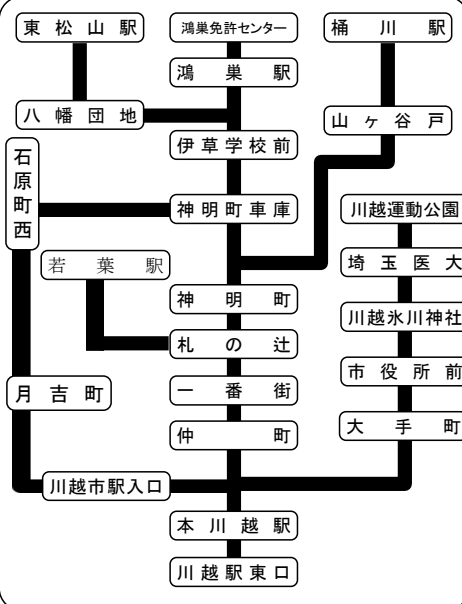 東松山駅
鴻巣免許センター
桶川駅
鴻巣駅
八幡団地
山ヶ谷戸
伊草学校前
石原町西
神明町車庫
川越運動公園
若葉駅
埼玉医大
神明町
川越氷川神社
札の辻
市役所前
月吉町
一番街
大手町
仲町
川越市駅入口
本川越駅
川越駅東口